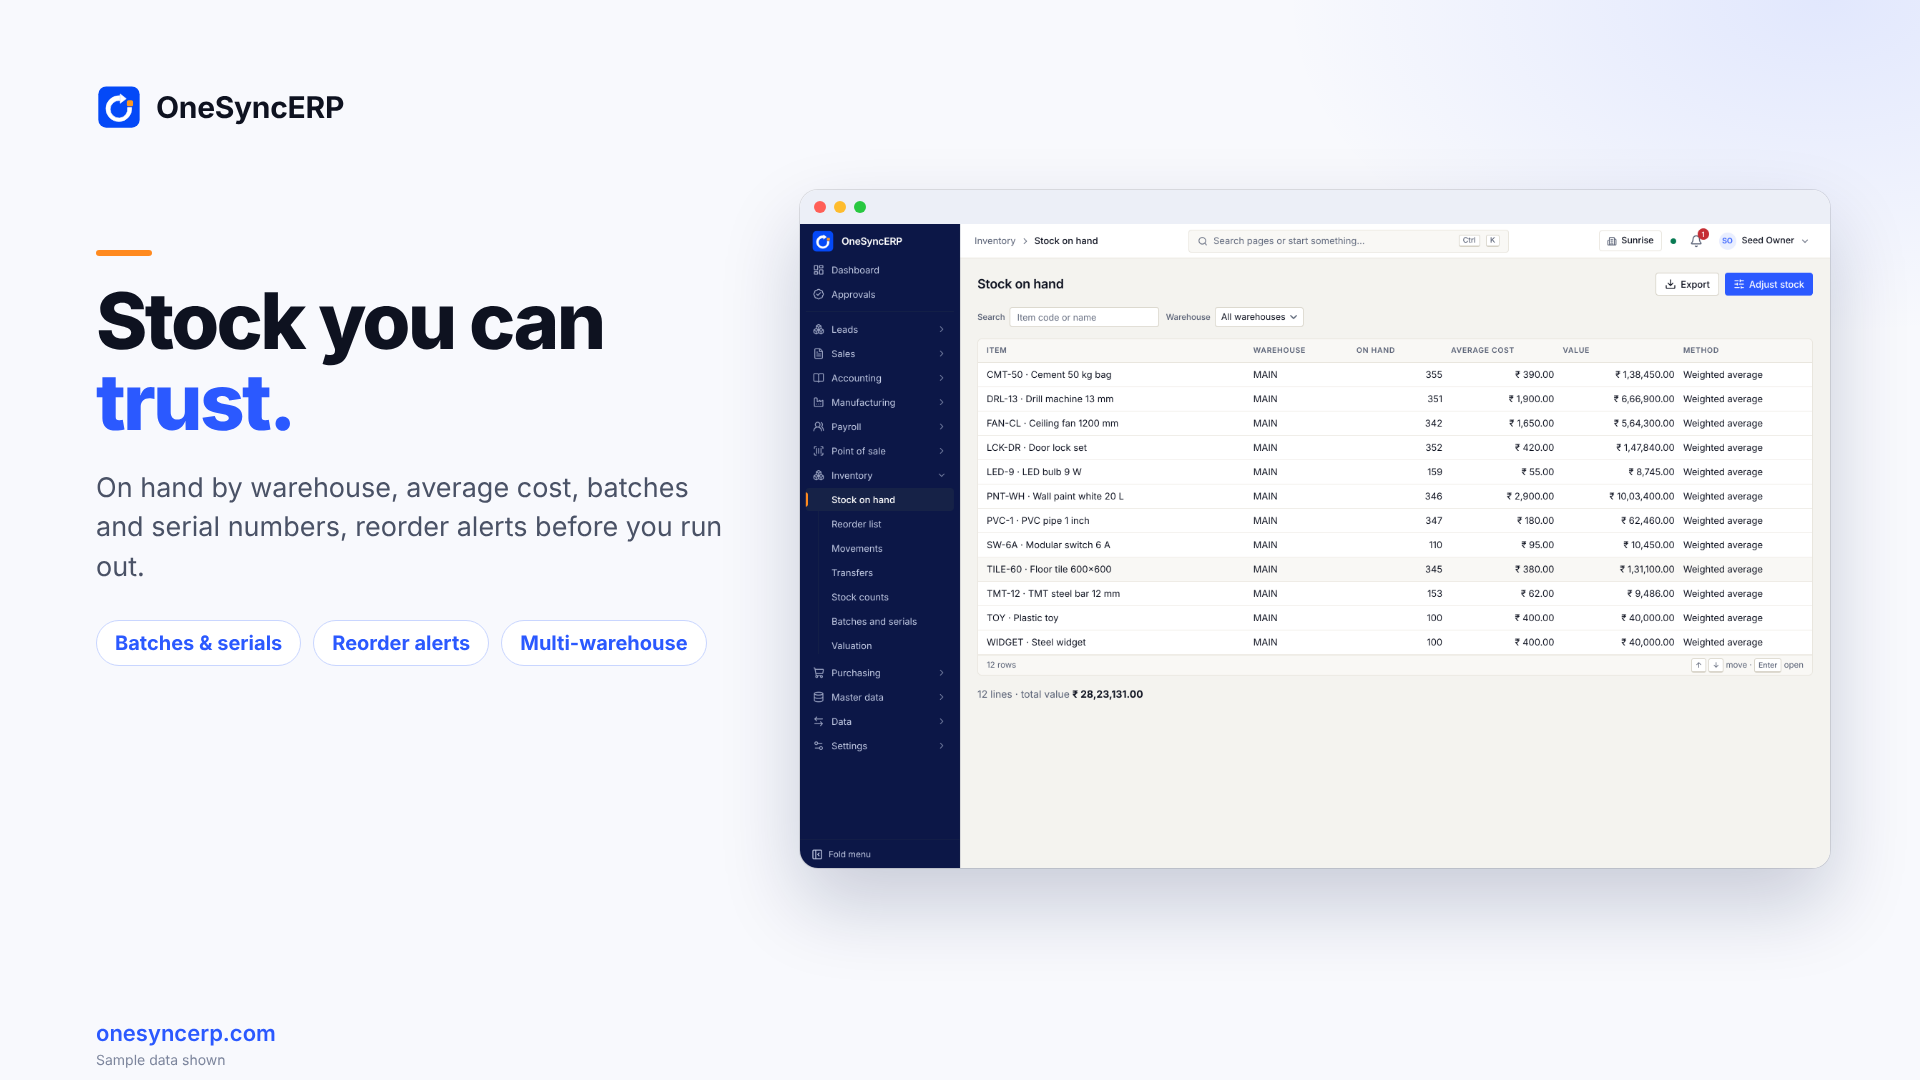 OneSyncERP
Stock you can
trust.
On hand by warehouse, average cost, batches
and serial numbers, reorder alerts before you run
out.
Batches & serials Reorder alerts Multi-warehouse
onesyncerp.com
Sample data shown
OneSyncERP
Dashboard
Approvals
Leads
Sales
Accounting
Manufacturing
Payroll
Point of sale
Inventory
Stock on hand
Reorder list
Movements
Transfers
Stock counts
Batches and serials
Valuation
Purchasing
Master data
Data
Settings
Fold menu
Inventory > Stock on hand Search pages or start something... Ctrl K Sunrise 1 SO Seed Owner
Stock on hand Export Adjust stock
Search Item code or name Warehouse All warehouses
ITEM WAREHOUSE ON HAND AVERAGE COST VALUE METHOD
CMT-50 · Cement 50 kg bag MAIN 355 ₹ 390.00 ₹ 1,38,450.00 Weighted average
DRL-13 · Drill machine 13 mm MAIN 351 ₹ 1,900.00 ₹ 6,66,900.00 Weighted average
FAN-CL · Ceiling fan 1200 mm MAIN 342 ₹ 1,650.00 ₹ 5,64,300.00 Weighted average
LCK-DR · Door lock set MAIN 352 ₹ 420.00 ₹ 1,47,840.00 Weighted average
LED-9 · LED bulb 9 W MAIN 159 ₹ 55.00 ₹ 8,745.00 Weighted average
PNT-WH · Wall paint white 20 L MAIN 346 ₹ 2,900.00 ₹ 10,03,400.00 Weighted average
PVC-1 · PVC pipe 1 inch MAIN 347 ₹ 180.00 ₹ 62,460.00 Weighted average
SW-6A · Modular switch 6 A MAIN 110 ₹ 95.00 ₹ 10,450.00 Weighted average
TILE-60 · Floor tile 600×600 MAIN 345 ₹ 380.00 ₹ 1,31,100.00 Weighted average
TMT-12 · TMT steel bar 12 mm MAIN 153 ₹ 62.00 ₹ 9,486.00 Weighted average
TOY · Plastic toy MAIN 100 ₹ 400.00 ₹ 40,000.00 Weighted average
WIDGET · Steel widget MAIN 100 ₹ 400.00 ₹ 40,000.00 Weighted average
12 rows ↑ ↓ move · Enter open
12 lines · total value ₹ 28,23,131.00